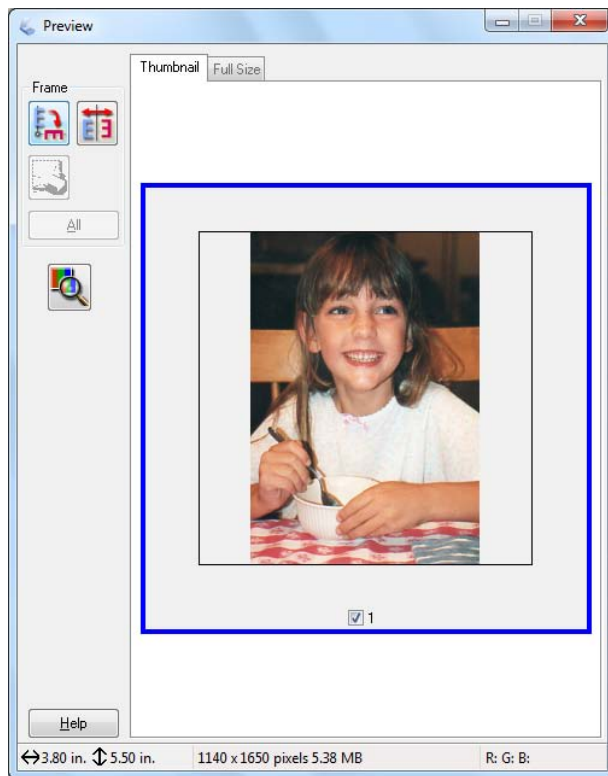 Preview
Thumbnail Full Size
Frame
All
1
Help
3.80 in. 5.50 in. 1140 x 1650 pixels 5.38 MB R: G: B: